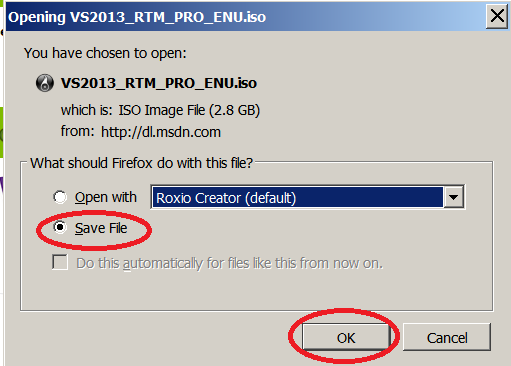 Opening VS2013_RTM_PRO_ENU.iso
You have chosen to open:
VS2013_RTM_PRO_ENU.iso
which is: ISO Image File (2.8 GB)
from: http://dl.msdn.com
What should Firefox do with this file?
Open with Roxio Creator (default)
Save File
Do this automatically for files like this from now on.
OK Cancel